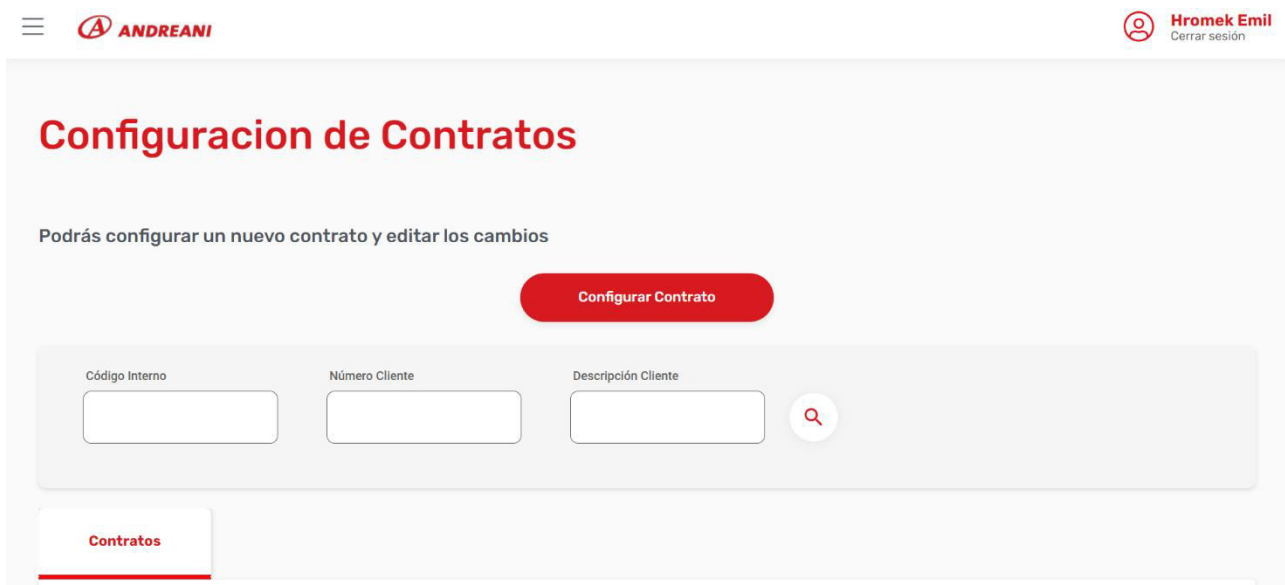 ANDREANI
Hromek Emil
Cerrar sesión
Configuracion de Contratos
Podrás configurar un nuevo contrato y editar los cambios
Configurar Contrato
Código Interno
Número Cliente
Descripción Cliente
Contratos